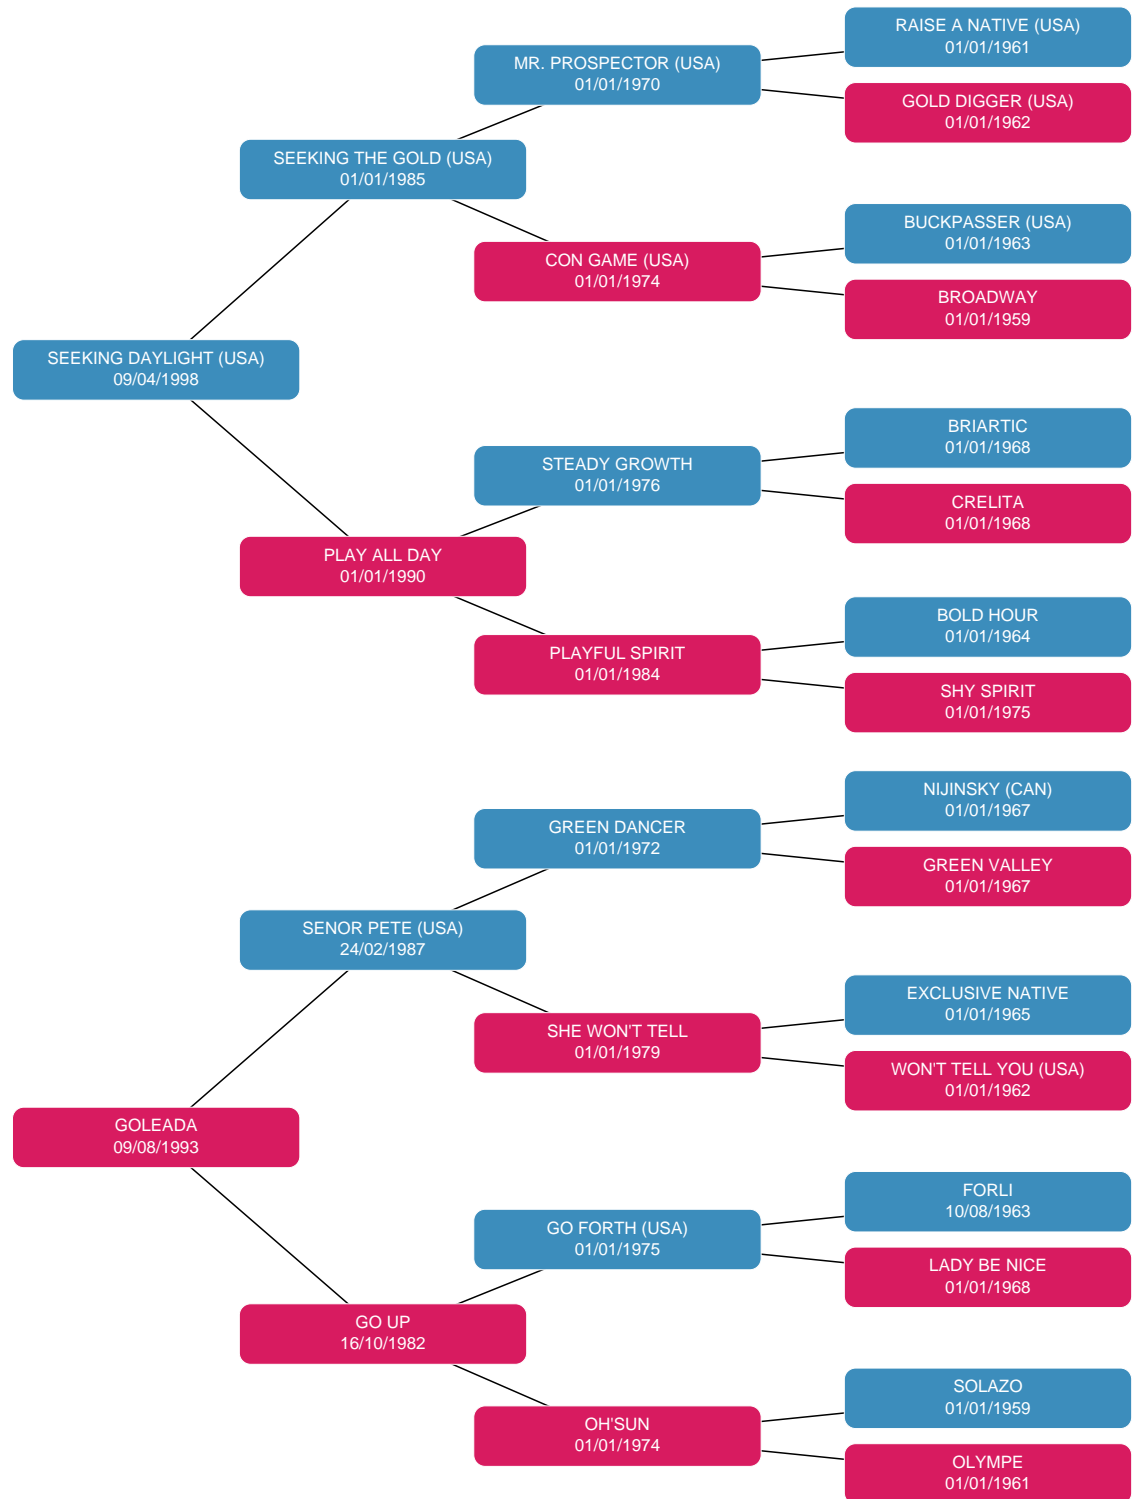 RAISE A NATIVE (USA)
01/01/1961
MR. PROSPECTOR (USA)
01/01/1970
GOLD DIGGER (USA)
01/01/1962
SEEKING THE GOLD (USA)
01/01/1985
BUCKPASSER (USA)
01/01/1963
CON GAME (USA)
01/01/1974
BROADWAY
01/01/1959
SEEKING DAYLIGHT (USA)
09/04/1998
BRIARTIC
01/01/1968
STEADY GROWTH
01/01/1976
CRELITA
01/01/1968
PLAY ALL DAY
01/01/1990
BOLD HOUR
01/01/1964
PLAYFUL SPIRIT
01/01/1984
SHY SPIRIT
01/01/1975
NIJINSKY (CAN)
01/01/1967
GREEN DANCER
01/01/1972
GREEN VALLEY
01/01/1967
SENOR PETE (USA)
24/02/1987
EXCLUSIVE NATIVE
01/01/1965
SHE WON'T TELL
01/01/1979
WON'T TELL YOU (USA)
01/01/1962
GOLEADA
09/08/1993
FORLI
10/08/1963
GO FORTH (USA)
01/01/1975
LADY BE NICE
01/01/1968
GO UP
16/10/1982
SOLAZO
01/01/1959
OH'SUN
01/01/1974
OLYMPE
01/01/1961